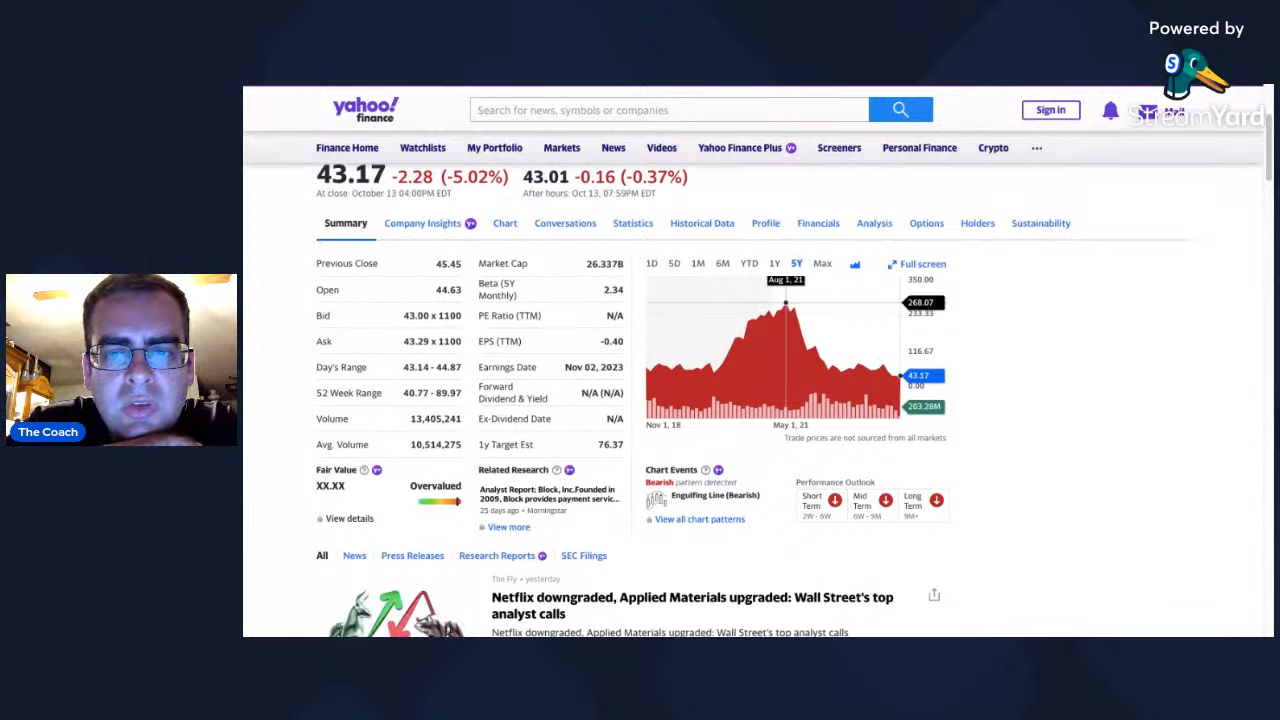 Powered by
S
StreamYard
yahoo!
finance
Search for news, symbols or companies
Sign in
Finance Home Watchlists My Portfolio Markets News Videos Yahoo Finance Plus Y+ Screeners Personal Finance Crypto ...
43.17 -2.28 (-5.02%) 43.01 -0.16 (-0.37%)
At close: October 13 04:00PM EDT After hours: Oct 13, 07:59PM EDT
Summary Company Insights Y+ Chart Conversations Statistics Historical Data Profile Financials Analysis Options Holders Sustainability
Previous Close 45.45
Open 44.63
Bid 43.00 x 1100
Ask 43.29 x 1100
Day's Range 43.14 - 44.87
52 Week Range 40.77 - 89.97
Volume 13,405,241
Avg. Volume 10,514,275
Market Cap 26.337B
Beta (5Y
Monthly) 2.34
PE Ratio (TTM) N/A
EPS (TTM) -0.40
Earnings Date Nov 02, 2023
Forward
Dividend & Yield N/A (N/A)
Ex-Dividend Date N/A
1y Target Est 76.37
1D 5D 1M 6M YTD 1Y 5Y Max Full screen
Aug 1, 21
350.00
268.07
233.33
116.67
43.17
0.00
263.28M
Nov 1, 18 May 1, 21
Trade prices are not sourced from all markets
Fair Value ? Y+
XX.XX Overvalued
View details
Related Research ? Y+
Analyst Report: Block, Inc.Founded in
2009, Block provides payment servic...
25 days ago • Morningstar
View more
Chart Events ? Y+
Bearish pattern detected
Engulfing Line (Bearish)
View all chart patterns
Performance Outlook
Short
Term
2W - 6W
Mid
Term
6W - 9M
Long
Term
9M+
All News Press Releases Research Reports Y+ SEC Filings
The Fly • yesterday
Netflix downgraded, Applied Materials upgraded: Wall Street's top
analyst calls
Netflix downgraded, Applied Materials upgraded: Wall Street's top analyst calls
The Coach